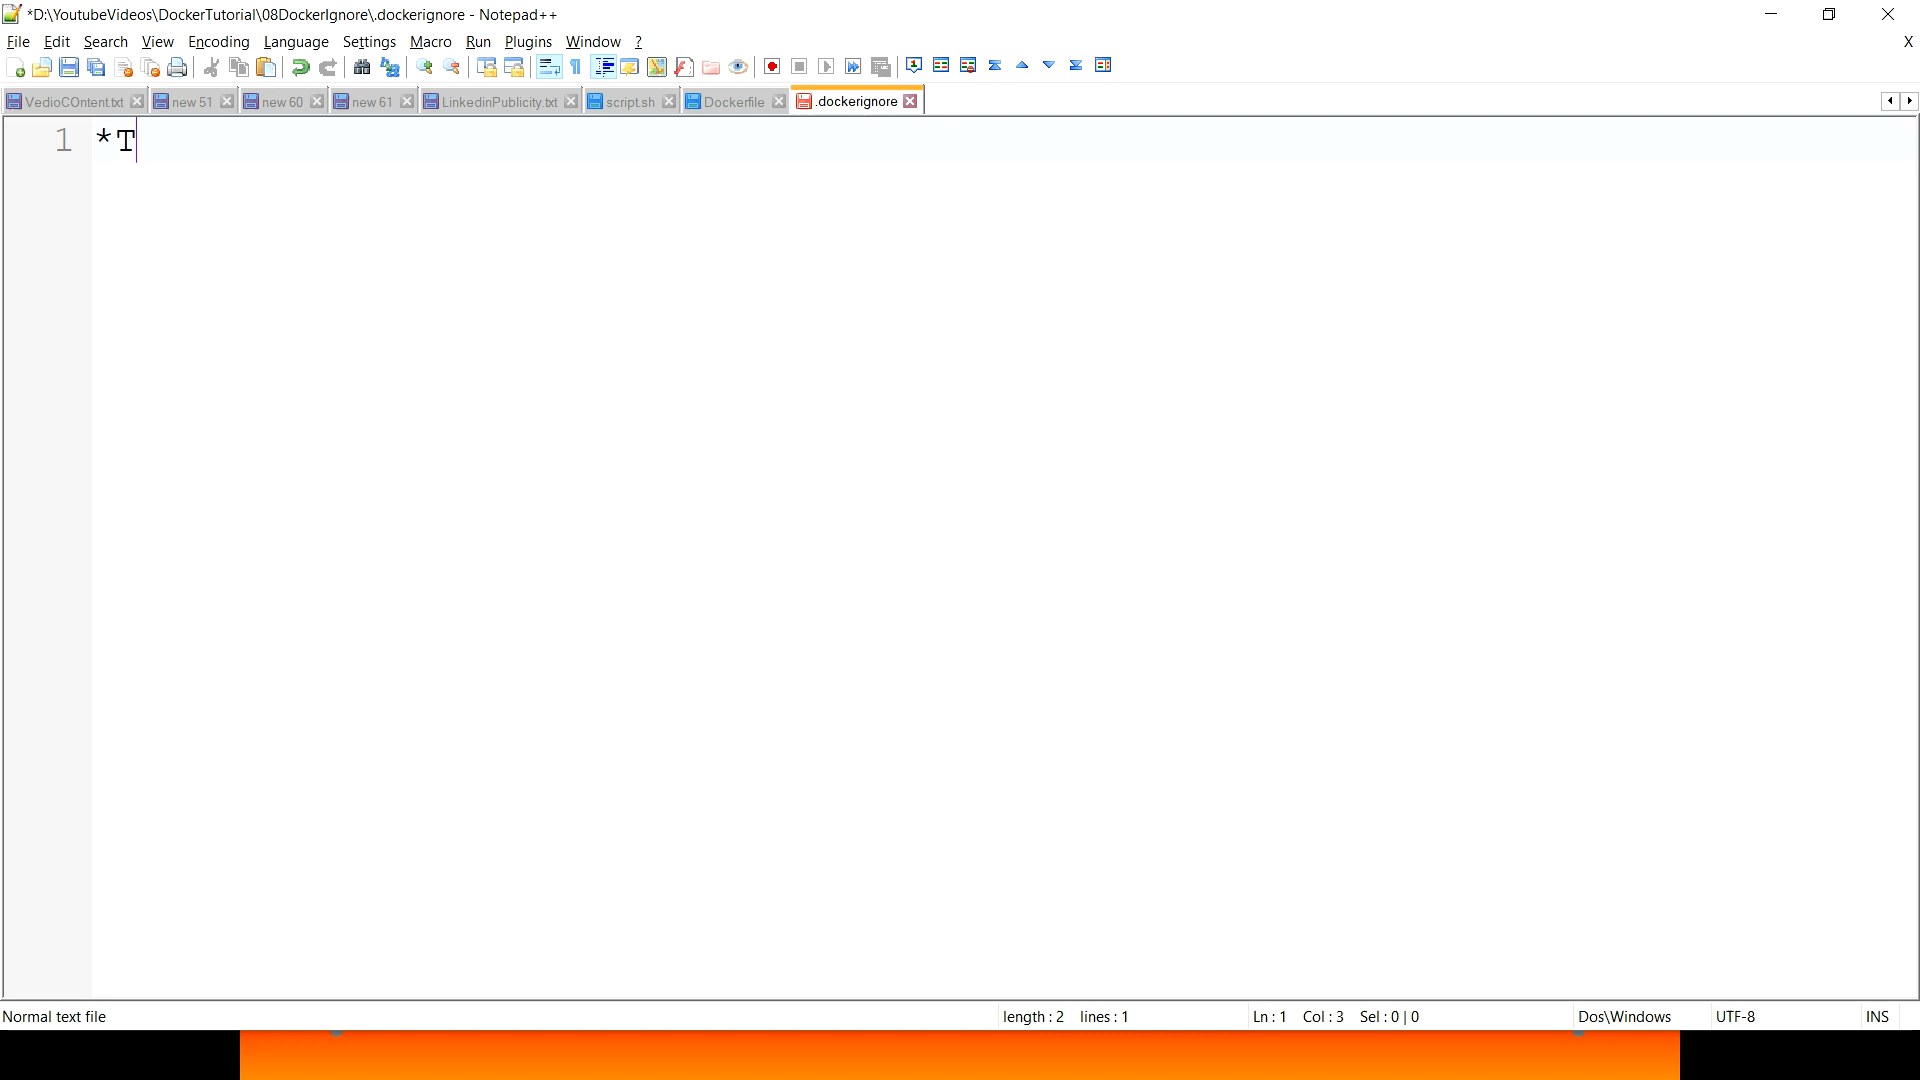 *D:\YoutubeVideos\DockerTutorial\08DockerIgnore\.dockerignore - Notepad++
File Edit Search View Encoding Language Settings Macro Run Plugins Window ? X
VedioCOntent.txt new 51 new 60 new 61 LinkedinPublicity.txt script.sh Dockerfile .dockerignore
1 *T
Normal text file length : 2 lines : 1 Ln : 1 Col : 3 Sel : 0 | 0 Dos\Windows UTF-8 INS